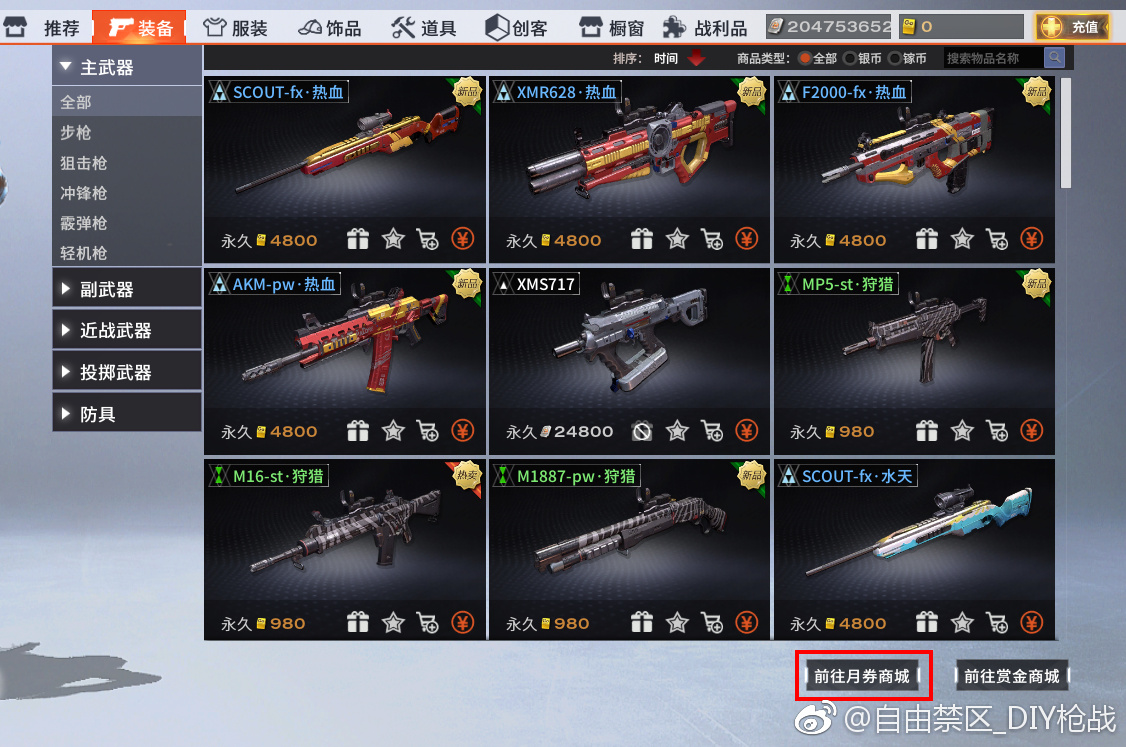 推荐 装备 服装 饰品 道具 创客 橱窗 战利品 204753652 0 充值
主武器
全部
步枪
狙击枪
冲锋枪
霰弹枪
轻机枪
副武器
近战武器
投掷武器
防具
排序： 时间 商品类型： 全部 银币 镓币 搜索物品名称
SCOUT-fx·热血 新品
永久 4800
XMR628·热血 新品
永久 4800
F2000-fx·热血 新品
永久 4800
AKM-pw·热血 新品
永久 4800
XMS717
永久 24800
MP5-st·狩猎 新品
永久 980
M16-st·狩猎 热卖
永久 980
M1887-pw·狩猎 新品
永久 980
SCOUT-fx·水天
永久 4800
前往月券商城 前往赏金商城
@自由禁区_DIY枪战